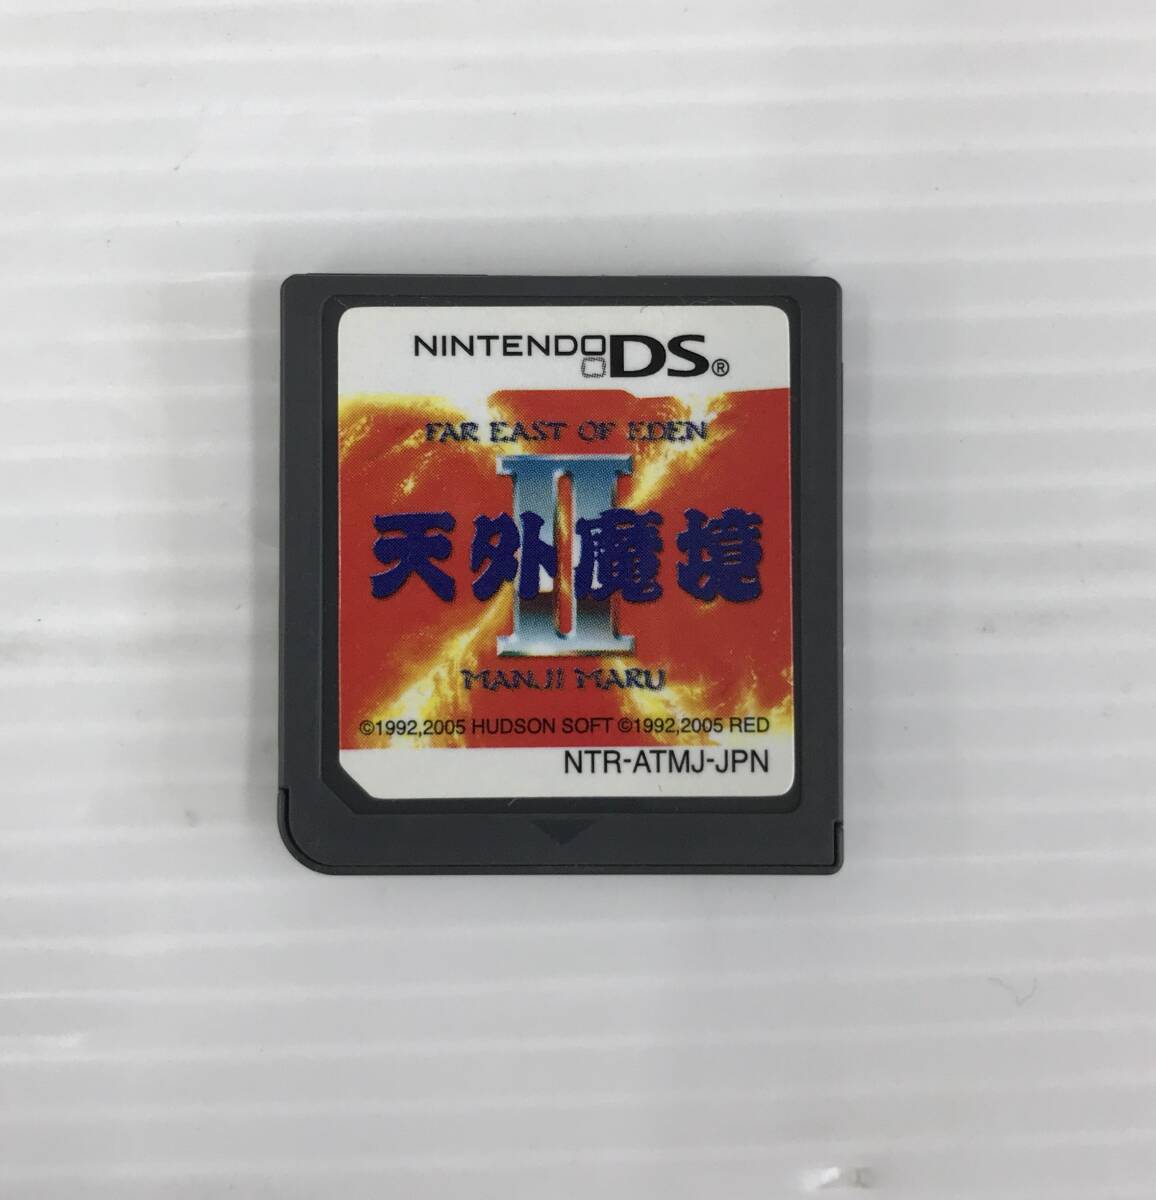 NINTENDO DS®
FAR EAST OF EDEN
II
天外魔境
MANJI MARU
©1992,2005 HUDSON SOFT ©1992,2005 RED
NTR-ATMJ-JPN